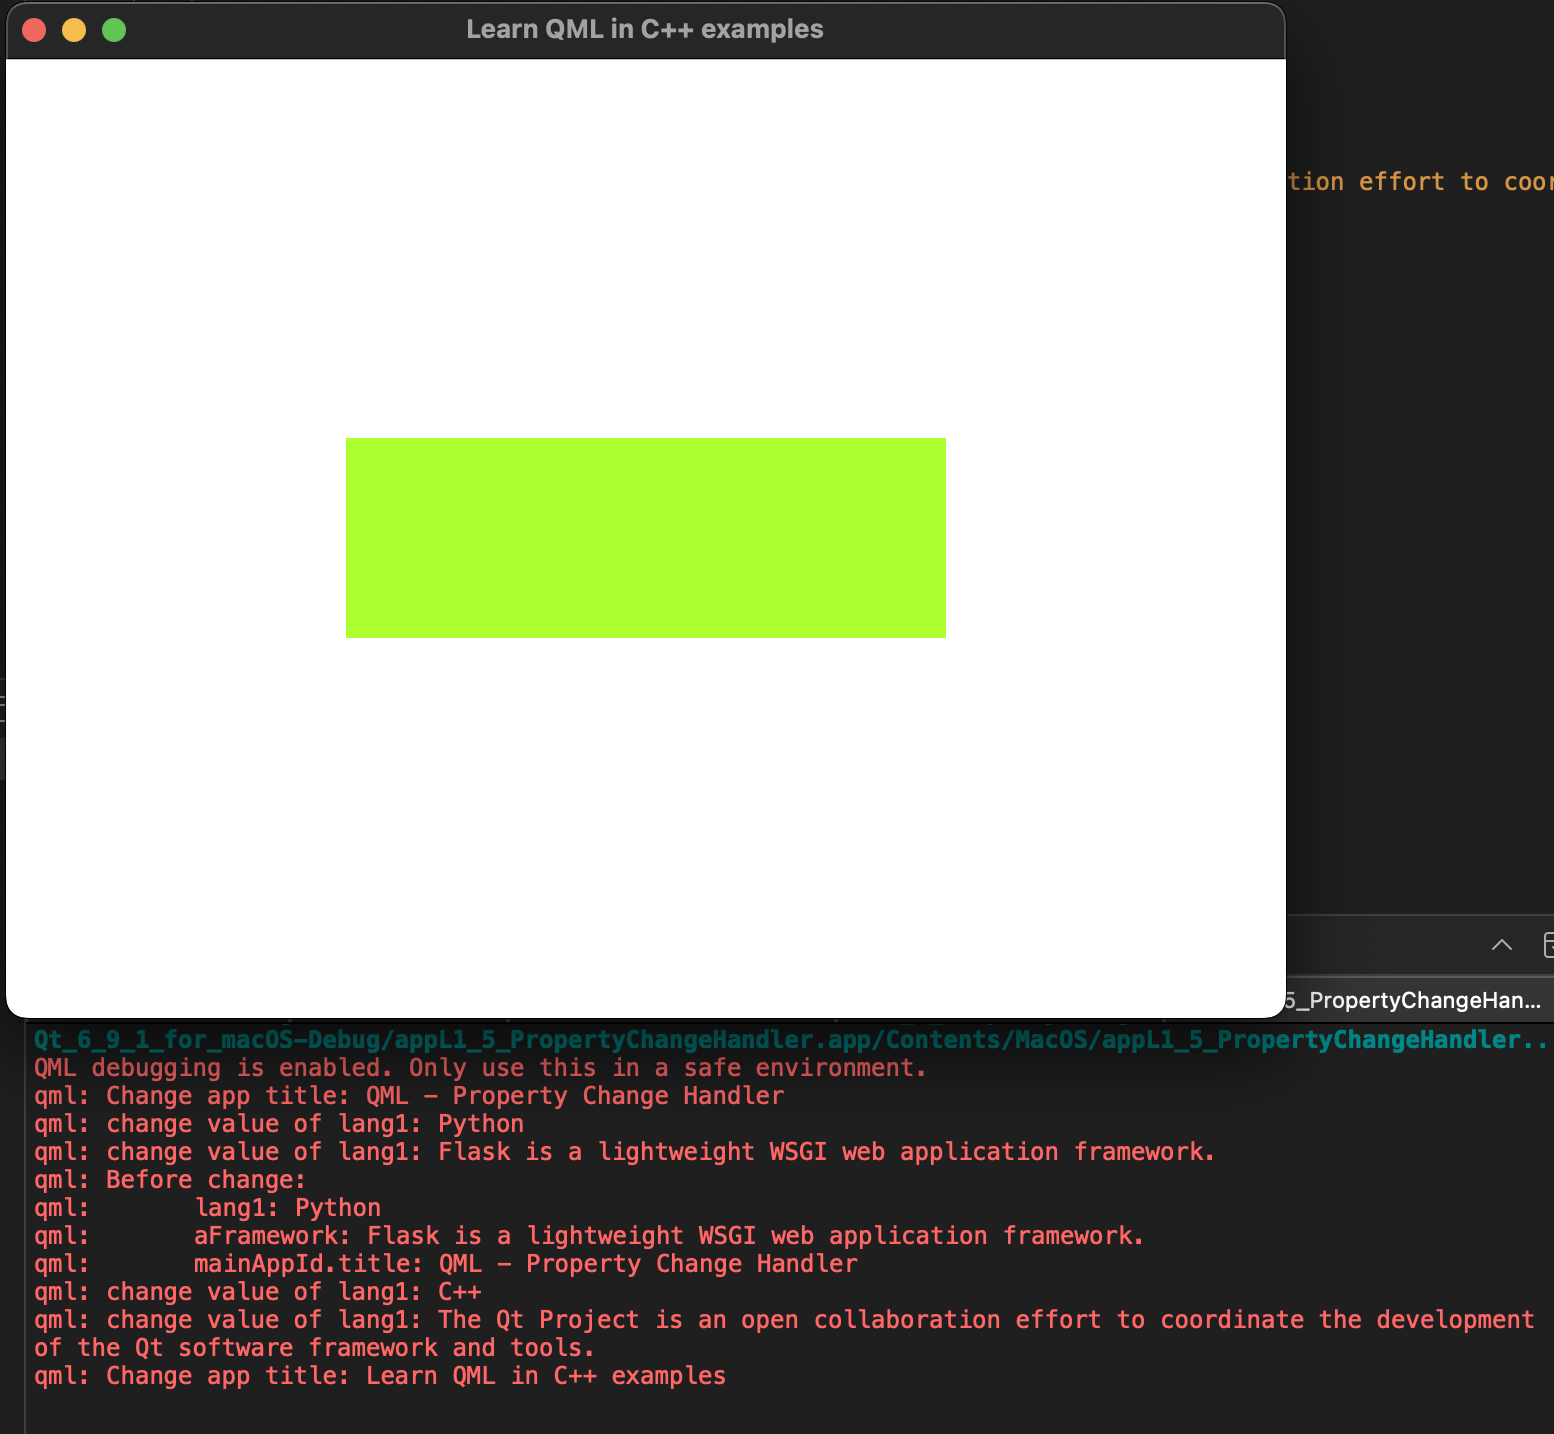 Learn QML in C++ examples
tion effort to coor
5_PropertyChangeHan...
Qt_6_9_1_for_macOS-Debug/appL1_5_PropertyChangeHandler.app/Contents/MacOS/appL1_5_PropertyChangeHandler..
QML debugging is enabled. Only use this in a safe environment.
qml: Change app title: QML - Property Change Handler
qml: change value of lang1: Python
qml: change value of lang1: Flask is a lightweight WSGI web application framework.
qml: Before change:
qml: lang1: Python
qml: aFramework: Flask is a lightweight WSGI web application framework.
qml: mainAppId.title: QML - Property Change Handler
qml: change value of lang1: C++
qml: change value of lang1: The Qt Project is an open collaboration effort to coordinate the development
of the Qt software framework and tools.
qml: Change app title: Learn QML in C++ examples